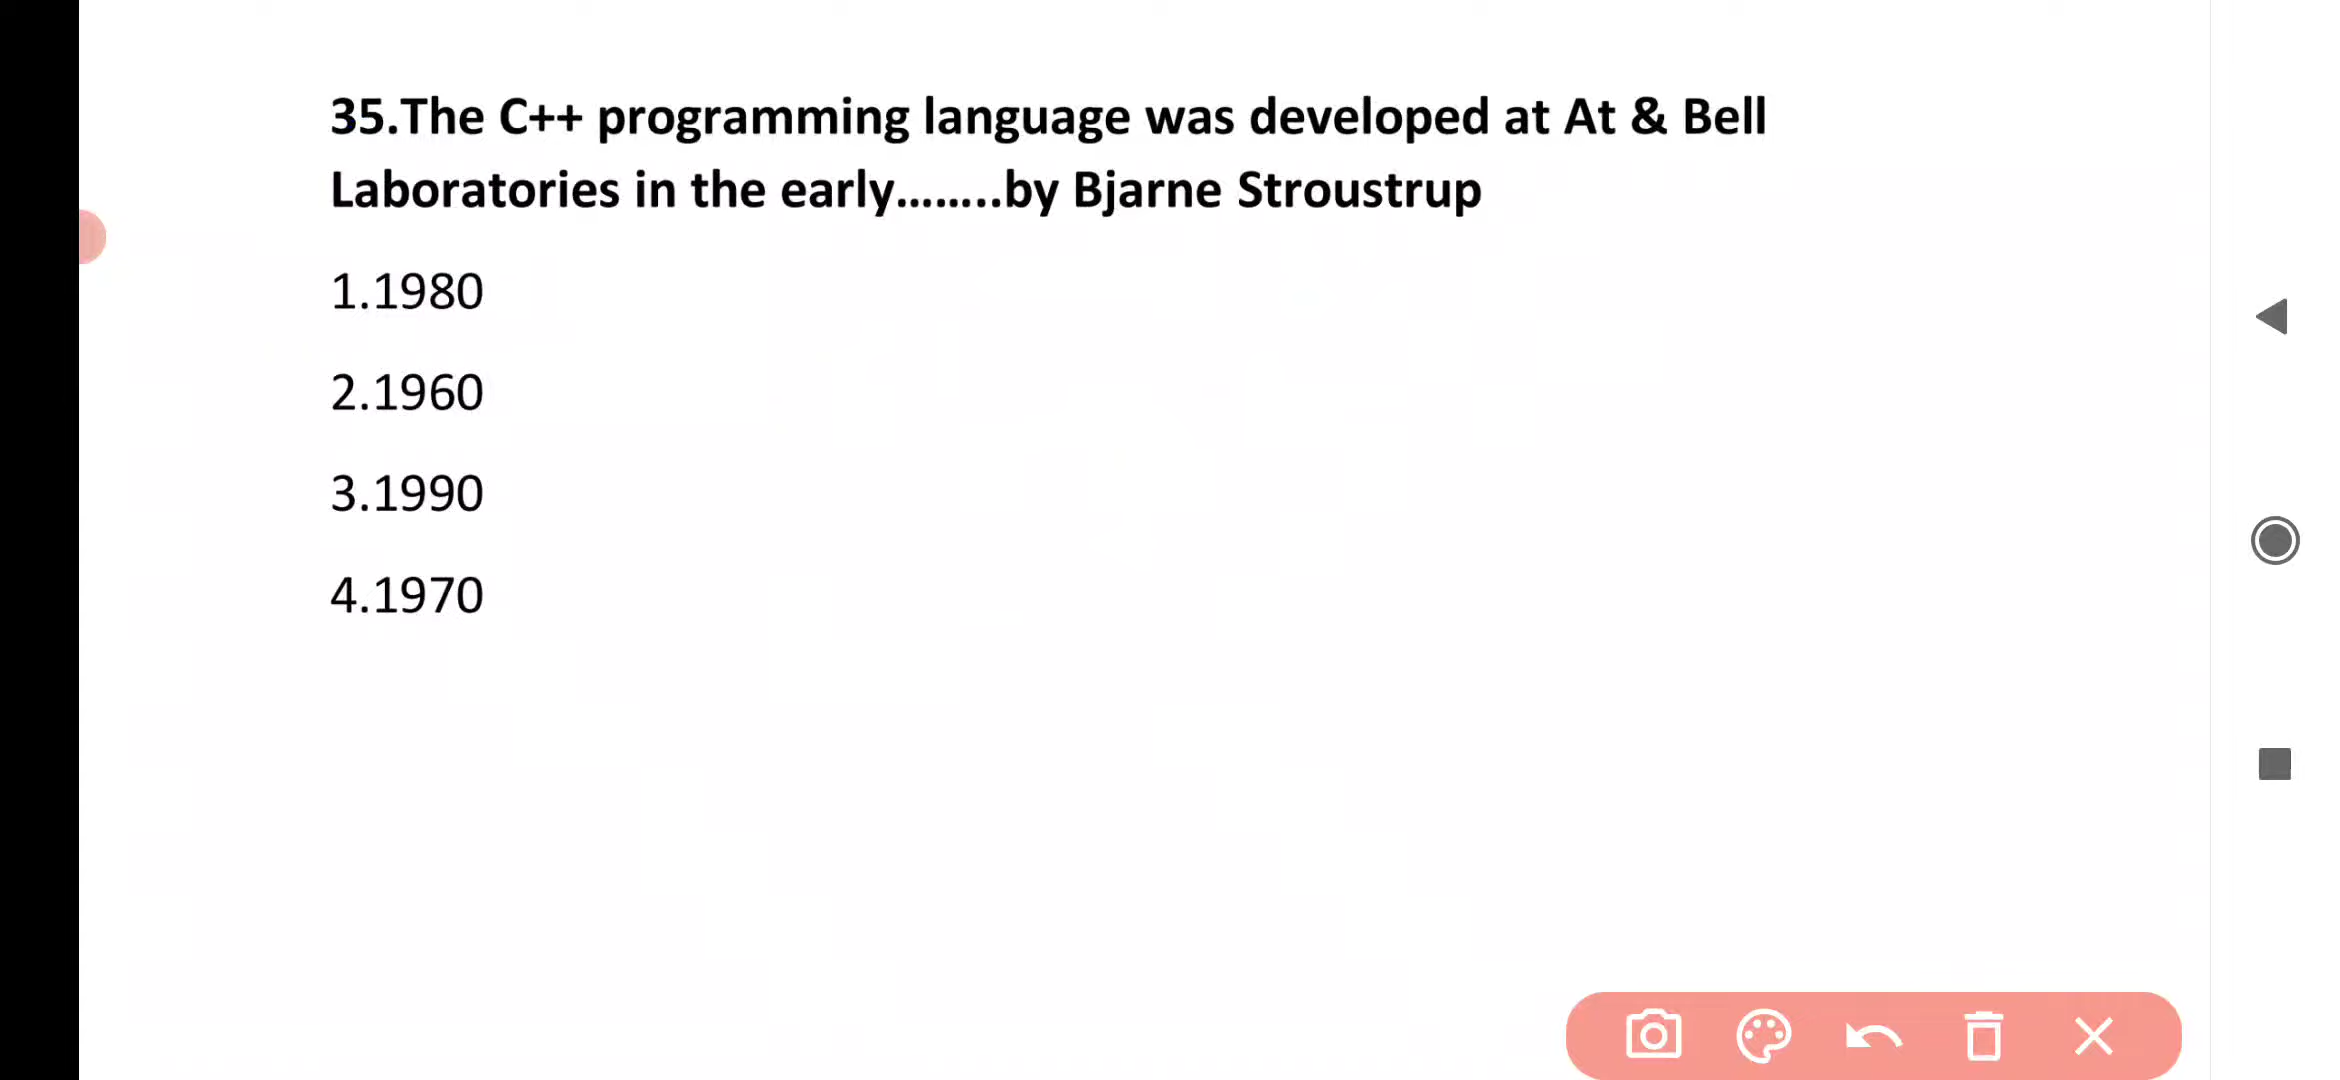 35.The C++ programming language was developed at At & Bell
Laboratories in the early........by Bjarne Stroustrup
1.1980
2.1960
3.1990
4.1970